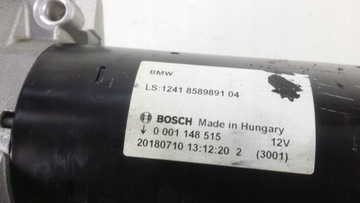 BMW
LS:1241 8589891 04
BOSCH Made in Hungary
↓ 0 001 148 515 12V
20180710 13:12:20 2 (3001)